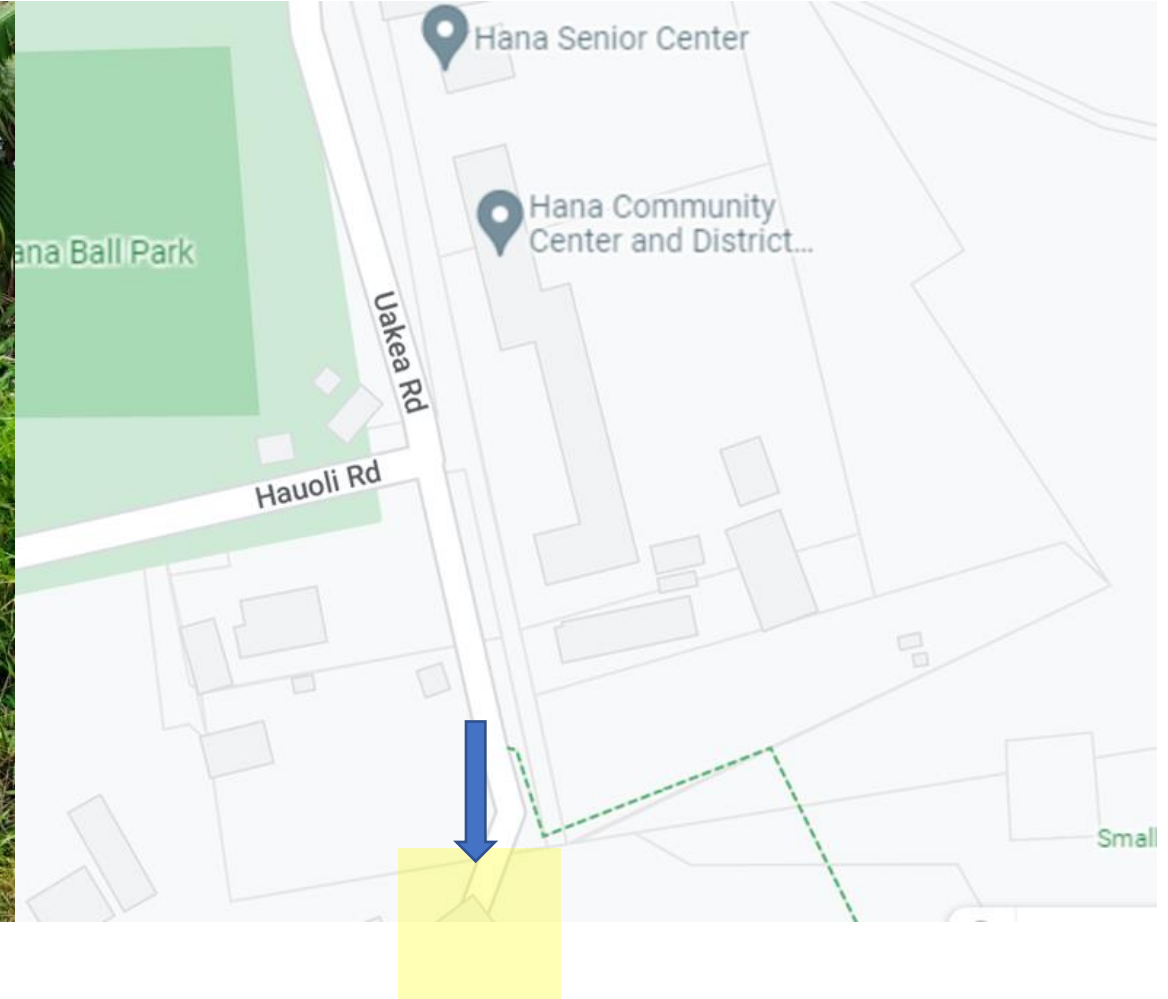 Hana Senior Center
Hana Community
Center and District...
ana Ball Park
Uakea Rd
Hauoli Rd
Small